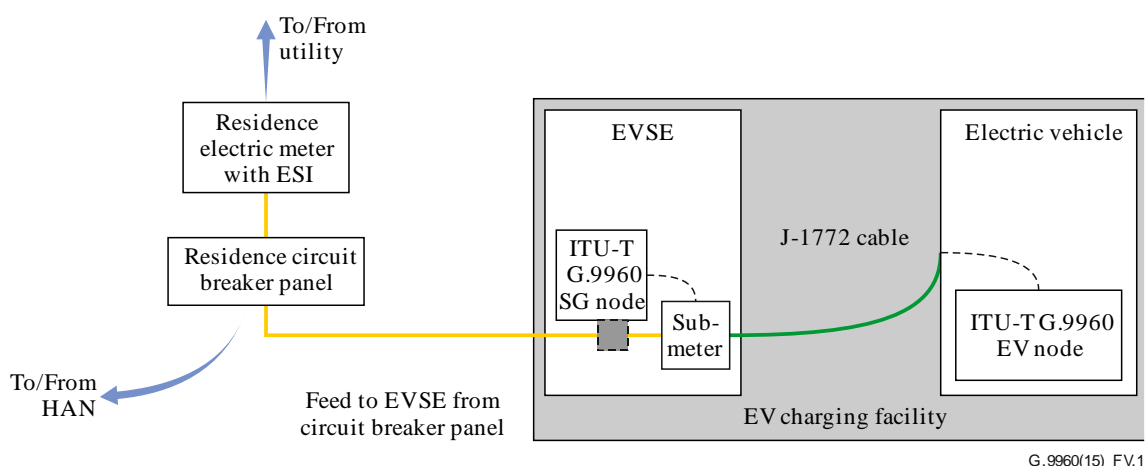 To/From
utility
Residence
electric meter
with ESI
Residence circuit
breaker panel
To/From
HAN
Feed to EVSE from
circuit breaker panel
EVSE
ITU-T
G.9960
SG node
Sub-
meter
J-1772 cable
Electric vehicle
ITU-T G.9960
EV node
EV charging facility
G.9960(15)_FV.1